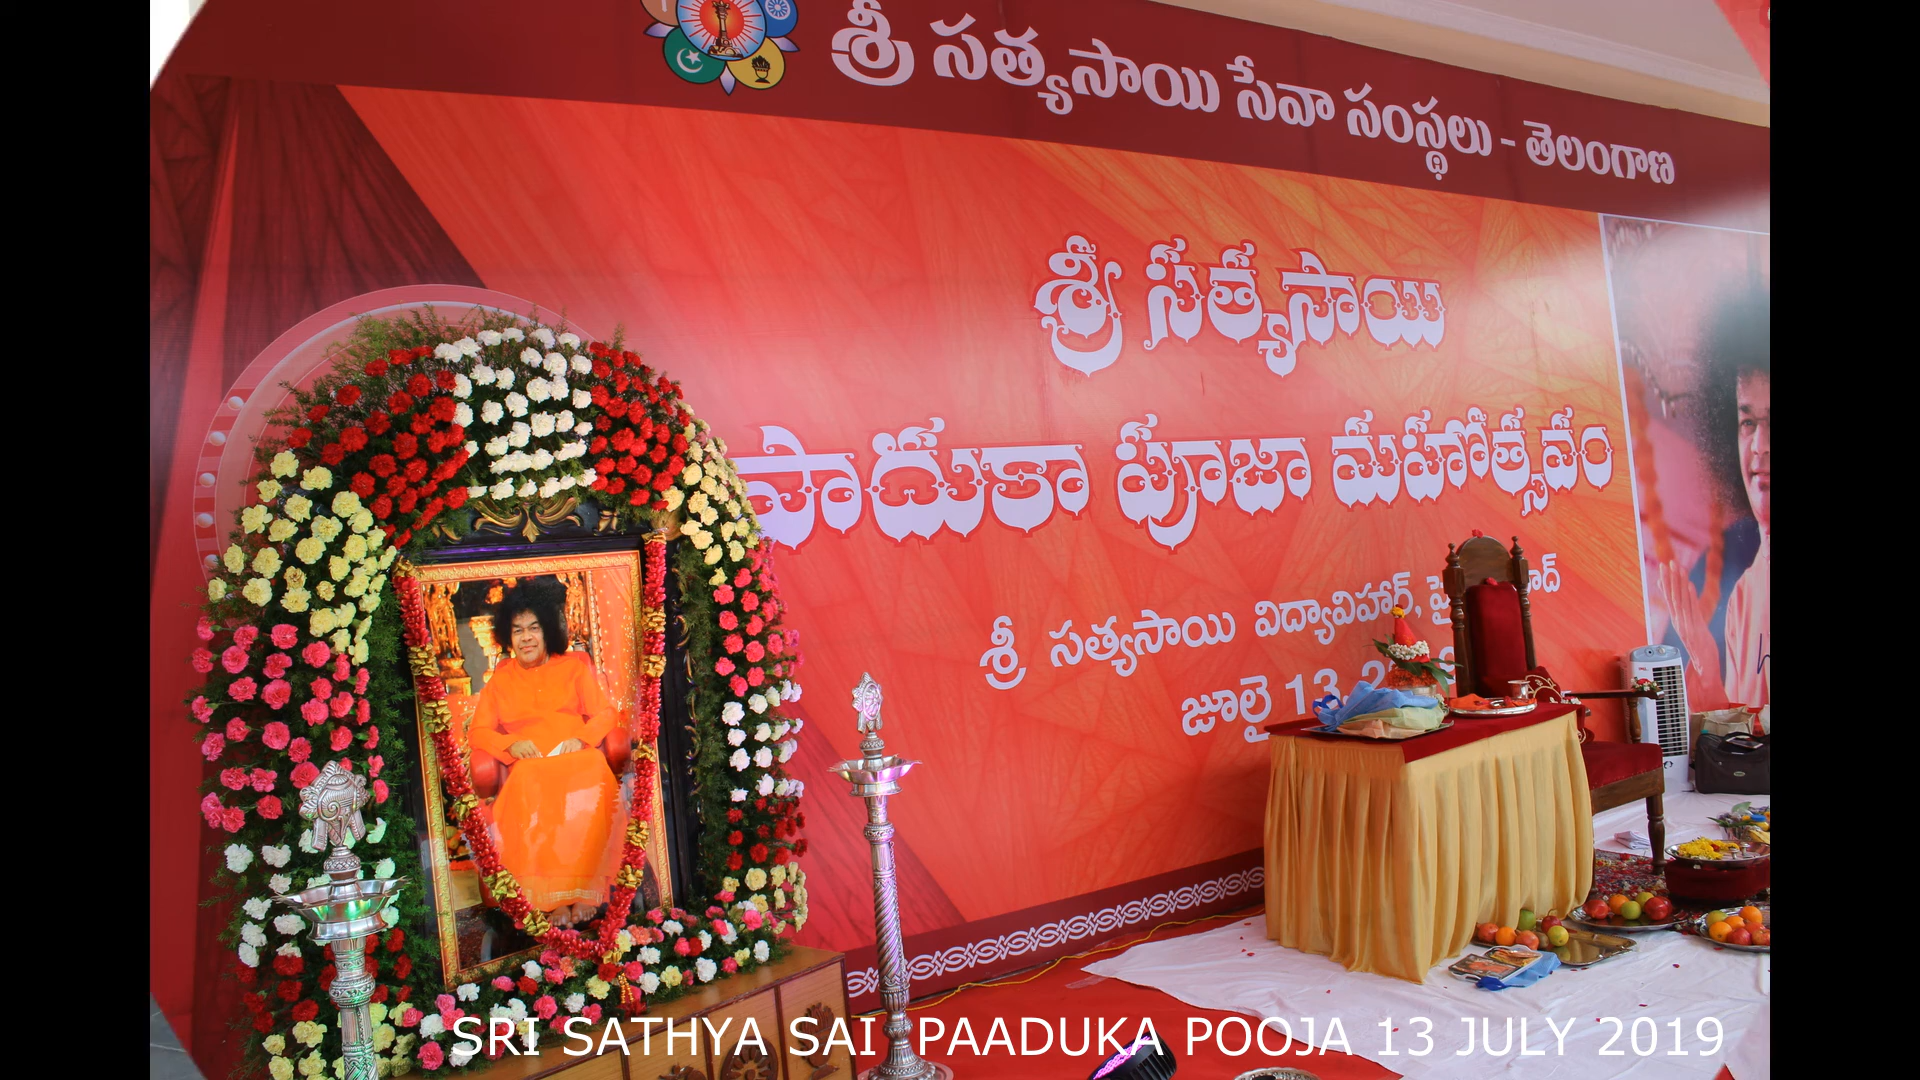 శ్రీ సత్యసాయి సేవా సంస్థలు - తెలంగాణ
శ్రీ సత్యసాయి
పాదుకా పూజా మహోత్సవం
శ్రీ సత్యసాయి విద్యావిహార్,
జూలై 13,
SRI SATHYA SAI PAADUKA POOJA 13 JULY 2019